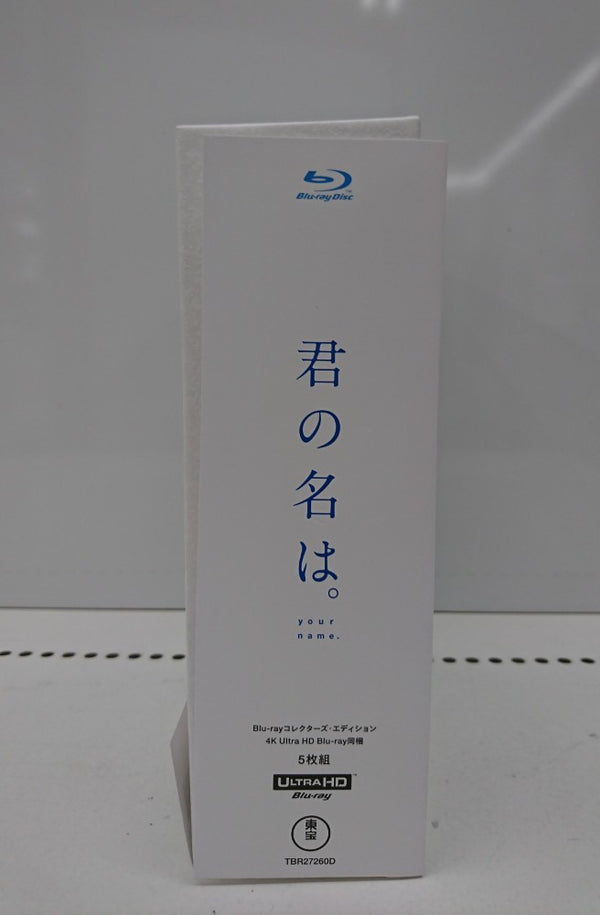 Blu-ray Disc
君の名は。
your
name.
Blu-rayコレクターズ・エディション
4K Ultra HD Blu-ray同梱
5枚組
ULTRA HD
Blu-ray
東宝
TBR27260D